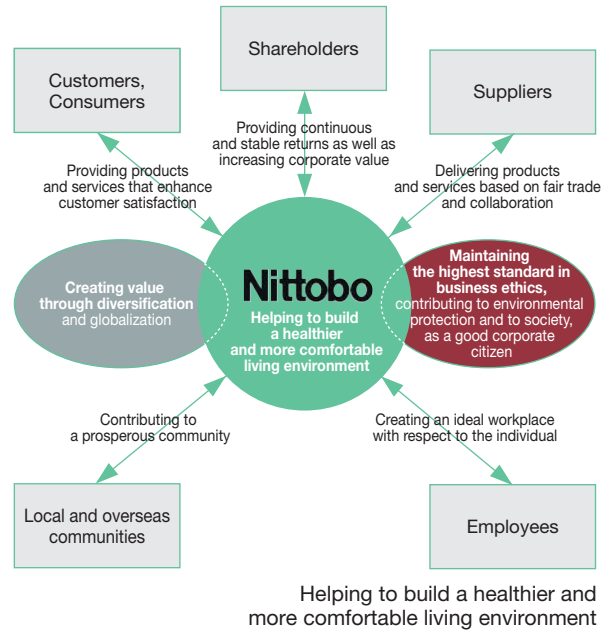 Shareholders
Customers,
Consumers
Suppliers
Providing continuous
and stable returns as well as
increasing corporate value
Providing products
and services that enhance
customer satisfaction
Delivering products
and services based on fair trade
and collaboration
Creating value
through diversification
and globalization
Nittobo
Helping to build
a healthier
and more comfortable
living environment
Maintaining
the highest standard in
business ethics,
contributing to environmental
protection and to society,
as a good corporate
citizen
Contributing to
a prosperous community
Creating an ideal workplace
with respect to the individual
Local and overseas
communities
Employees
Helping to build a healthier and
more comfortable living environment